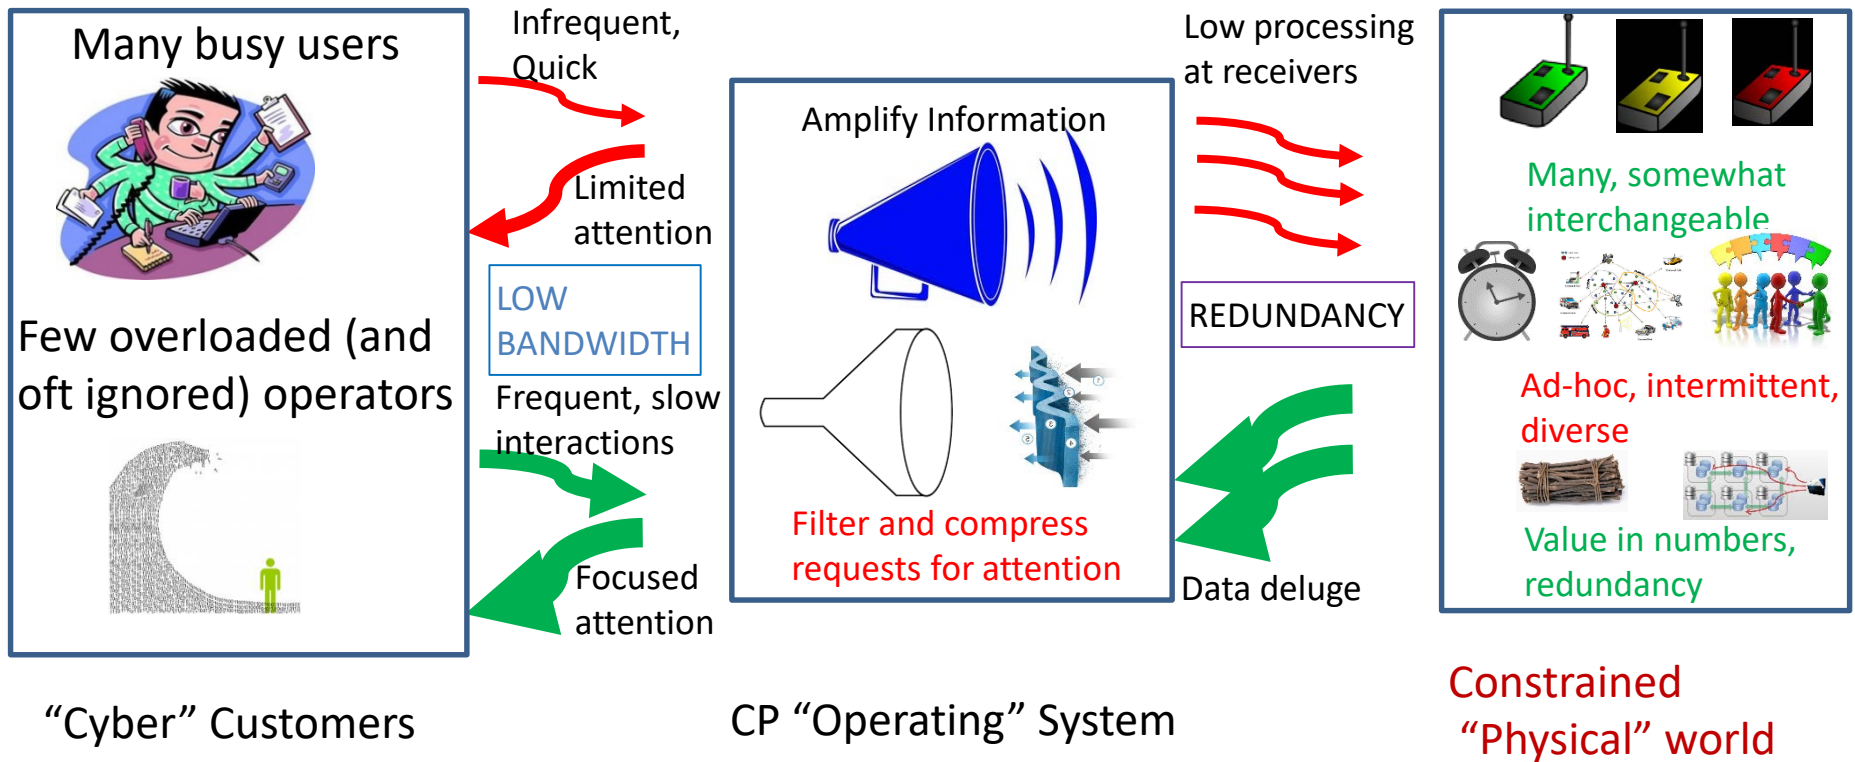 Many busy users
Few overloaded (and
oft ignored) operators
"Cyber" Customers
Infrequent,
Quick
Limited
attention
LOW
BANDWIDTH
Frequent, slow
interactions
Focused
attention
Amplify Information
Filter and compress
requests for attention
CP "Operating" System
Low processing
at receivers
REDUNDANCY
Data deluge
Many, somewhat
interchangeable
Ad-hoc, intermittent,
diverse
Value in numbers,
redundancy
Constrained
"Physical" world